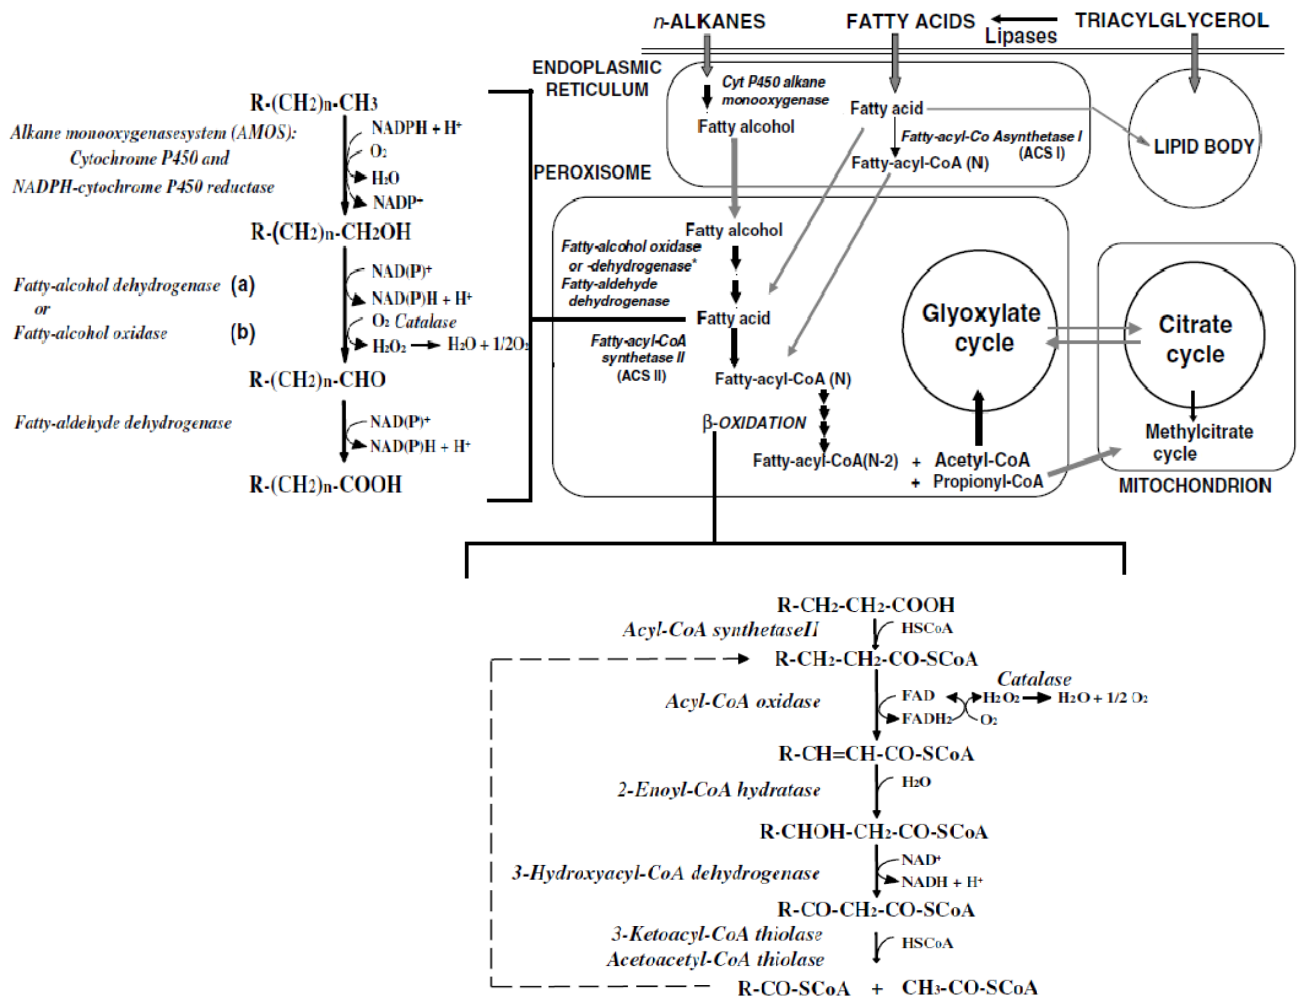 n-ALKANES
FATTY ACIDS
TRIACYLGLYCEROL
Lipases
ENDOPLASMIC
RETICULUM
Cyt P450 alkane
monooxygenase
Fatty alcohol
Fatty acid
Fatty-acyl-Co Asynthetase I
(ACS I)
Fatty-acyl-CoA (N)
LIPID BODY
R-(CH2)n-CH3
Alkane monooxygenasesystem (AMOS):
Cytochrome P450 and
NADPH-cytochrome P450 reductase
NADPH + H+
O2
H2O
NADP+
R-(CH2)n-CH2OH
Fatty-alcohol dehydrogenase (a)
or
Fatty-alcohol oxidase (b)
NAD(P)+
NAD(P)H + H+
O2 Catalase
H2O2
H2O + 1/2O2
R-(CH2)n-CHO
Fatty-aldehyde dehydrogenase
NAD(P)+
NAD(P)H + H+
R-(CH2)n-COOH
PEROXISOME
Fatty alcohol
Fatty-alcohol oxidase
or -dehydrogenase*
Fatty-aldehyde
dehydrogenase
Fatty acid
Fatty-acyl-CoA
synthetase II
(ACS II)
Fatty-acyl-CoA (N)
β-OXIDATION
Fatty-acyl-CoA(N-2) + Acetyl-CoA
+ Propionyl-CoA
Glyoxylate
cycle
Citrate
cycle
Methylcitrate
cycle
MITOCHONDRION
R-CH2-CH2-COOH
Acyl-CoA synthetaseII
HSCoA
R-CH2-CH2-CO-SCoA
Acyl-CoA oxidase
FAD
FADH2
Catalase
H2O2
H2O + 1/2 O2
O2
R-CH=CH-CO-SCoA
2-Enoyl-CoA hydratase
H2O
R-CHOH-CH2-CO-SCoA
3-Hydroxyacyl-CoA dehydrogenase
NAD+
NADH + H+
R-CO-CH2-CO-SCoA
3-Ketoacyl-CoA thiolase
Acetoacetyl-CoA thiolase
HSCoA
R-CO-SCoA + CH3-CO-SCoA